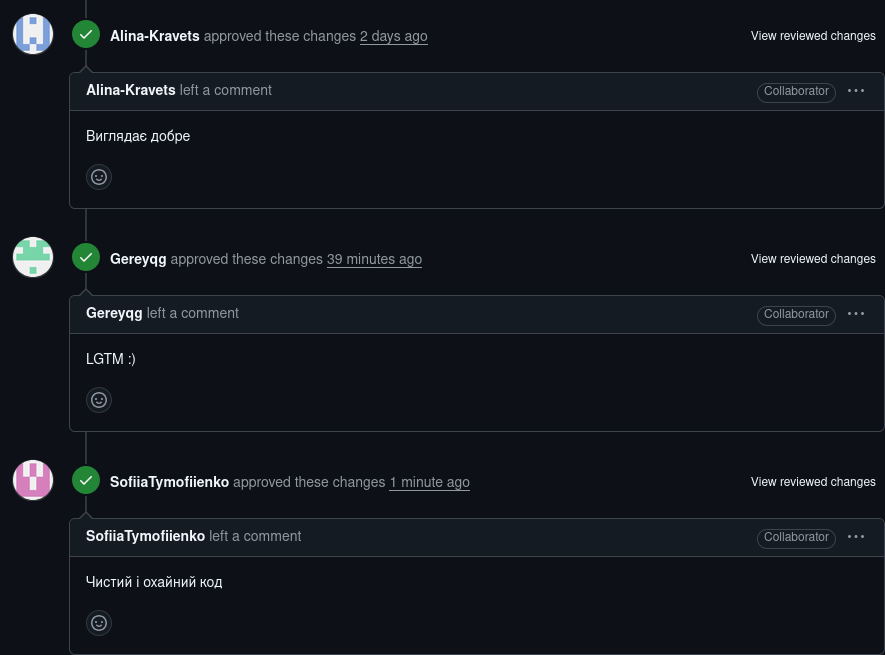 Alina-Kravets approved these changes 2 days ago View reviewed changes
Alina-Kravets left a comment Collaborator ...
Виглядає добре
Gereyqg approved these changes 39 minutes ago View reviewed changes
Gereyqg left a comment Collaborator ...
LGTM :)
SofiiaTymofiienko approved these changes 1 minute ago View reviewed changes
SofiiaTymofiienko left a comment Collaborator ...
Чистий і охайний код